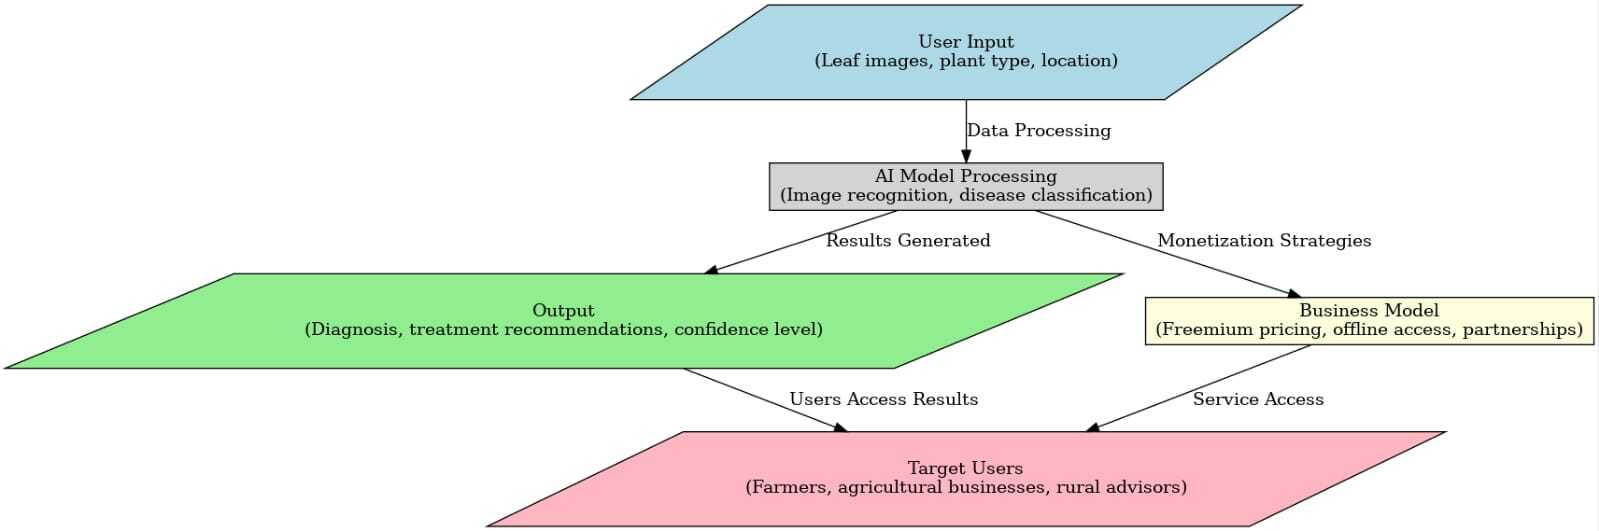 User Input
(Leaf images, plant type, location)
Data Processing
AI Model Processing
(Image recognition, disease classification)
Results Generated
Monetization Strategies
Output
(Diagnosis, treatment recommendations, confidence level)
Business Model
(Freemium pricing, offline access, partnerships)
Users Access Results
Service Access
Target Users
(Farmers, agricultural businesses, rural advisors)